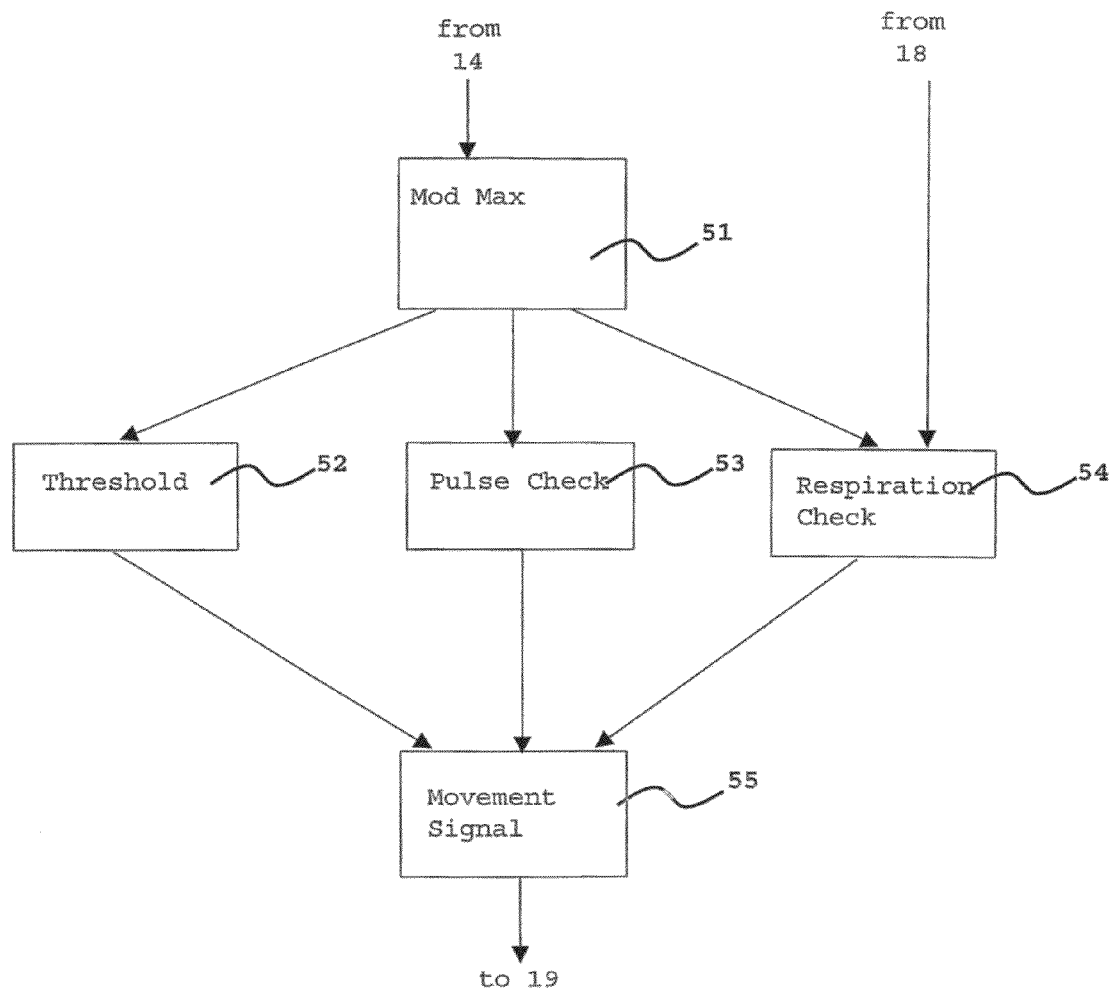 from
14
from
18
Mod Max
51
Threshold
52
Pulse Check
53
Respiration
Check
54
Movement
Signal
55
to 19